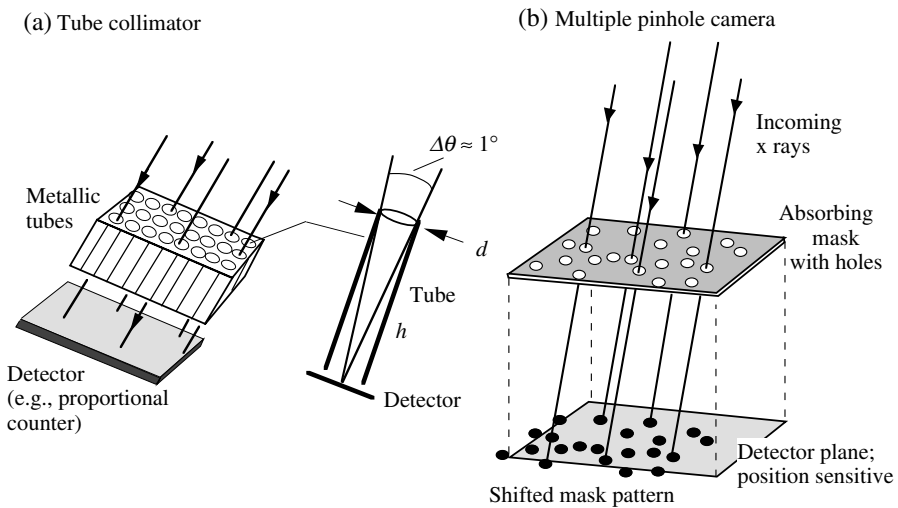 (a) Tube collimator
Metallic
tubes
Detector
(e.g., proportional
counter)
Δθ ≈ 1°
d
Tube
h
Detector
(b) Multiple pinhole camera
Incoming
x rays
Absorbing
mask
with holes
Detector plane;
position sensitive
Shifted mask pattern